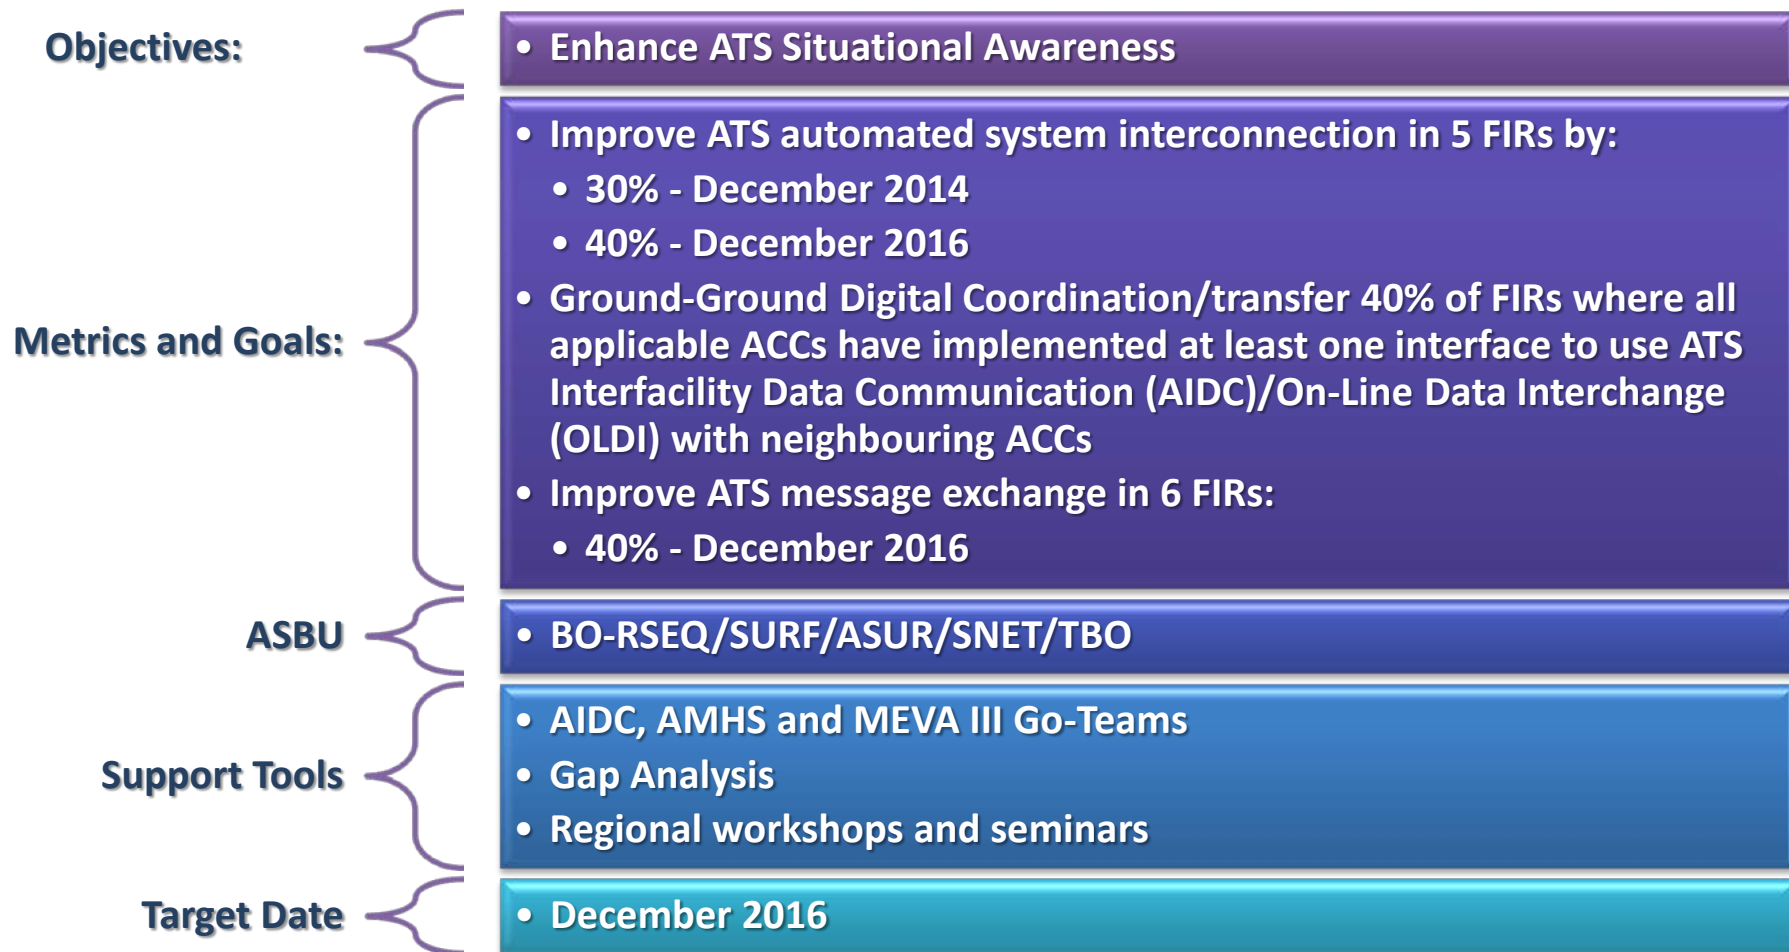 Objectives:
• Enhance ATS Situational Awareness
Metrics and Goals:
• Improve ATS automated system interconnection in 5 FIRs by:
• 30% - December 2014
• 40% - December 2016
• Ground-Ground Digital Coordination/transfer 40% of FIRs where all
applicable ACCs have implemented at least one interface to use ATS
Interfacility Data Communication (AIDC)/On-Line Data Interchange
(OLDI) with neighbouring ACCs
• Improve ATS message exchange in 6 FIRs:
• 40% - December 2016
ASBU
• BO-RSEQ/SURF/ASUR/SNET/TBO
Support Tools
• AIDC, AMHS and MEVA III Go-Teams
• Gap Analysis
• Regional workshops and seminars
Target Date
• December 2016